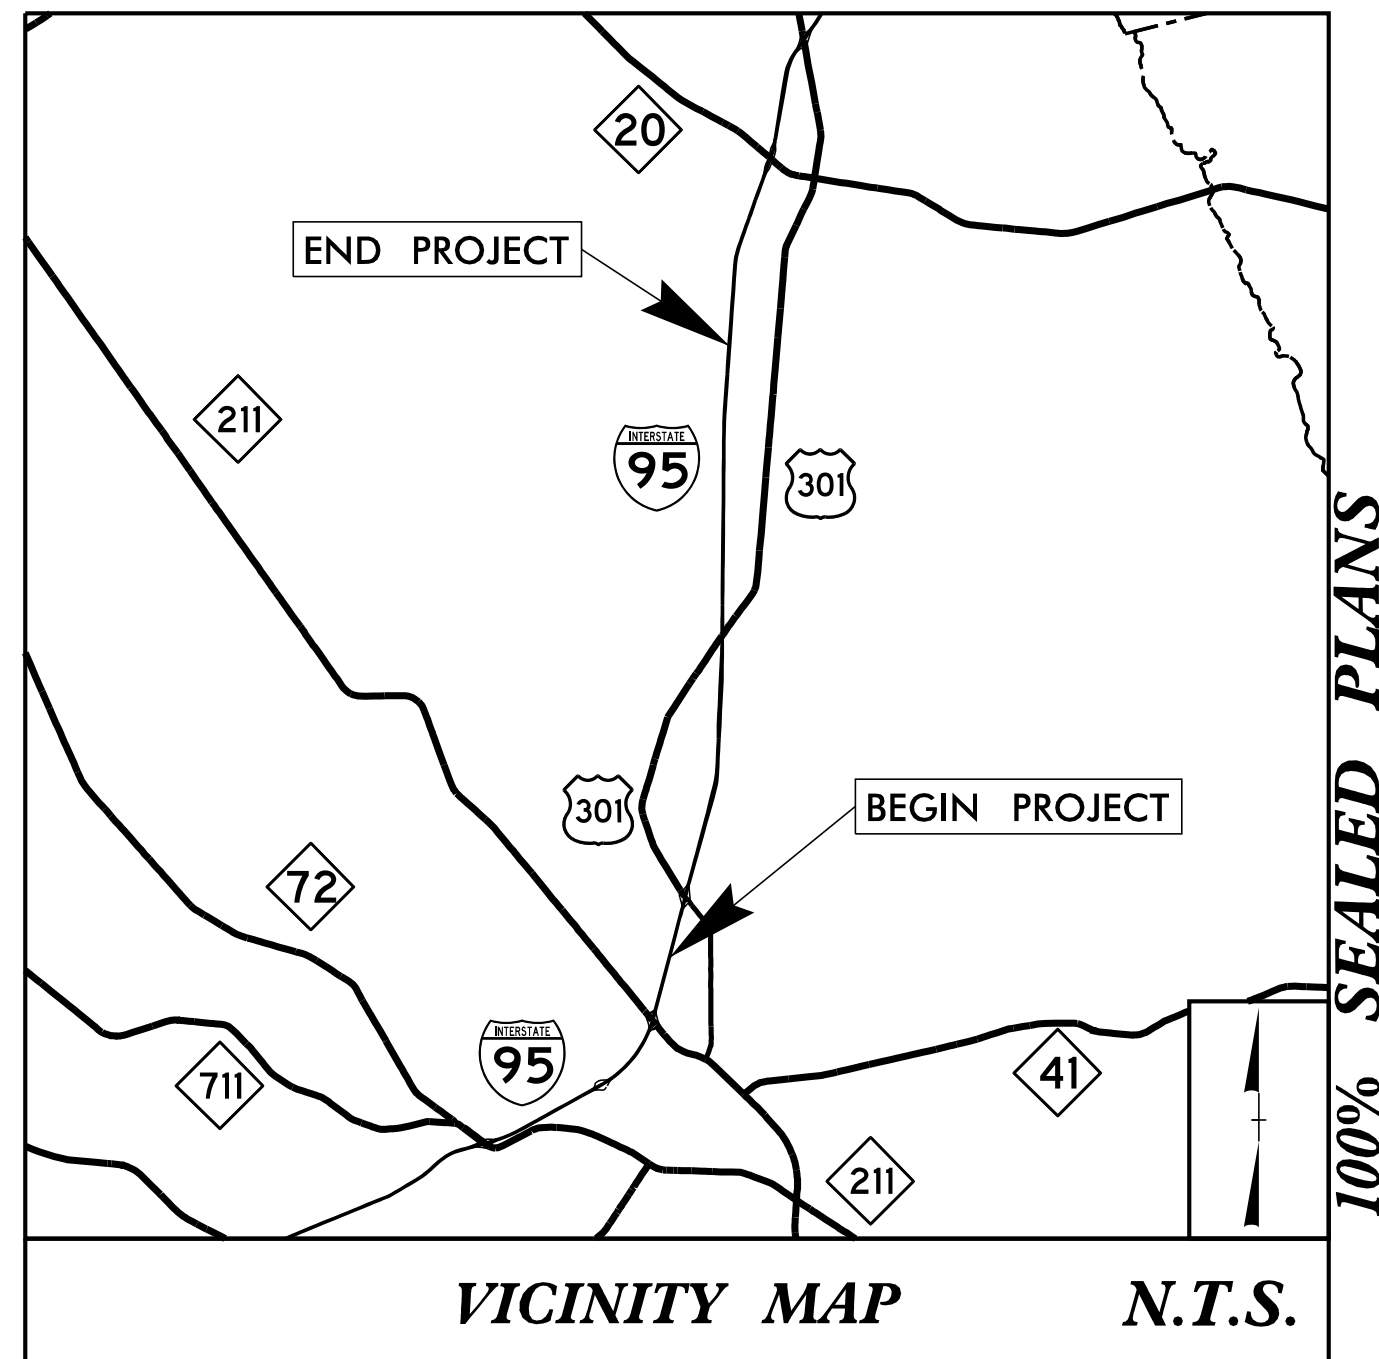 20
END PROJECT
211
INTERSTATE
95
301
301
BEGIN PROJECT
72
INTERSTATE
95
711
41
211
VICINITY MAP
N.T.S.
100% SEALED PLANS